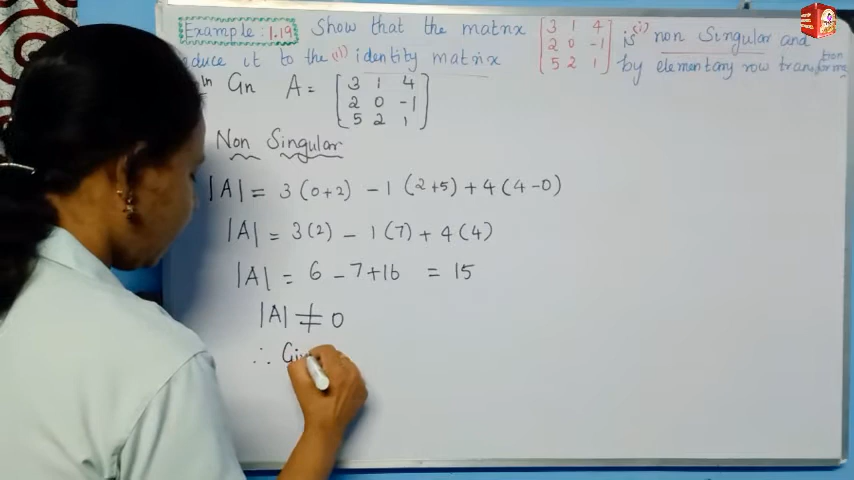 Example: 1.19 Show that the matrix [3 1 4 is (i) non Singular and
2 0 -1
5 2 1]
reduce it to the (ii) identity matrix by elementary row transformation
Gn A = [3 1 4
2 0 -1
5 2 1]
Non Singular
|A| = 3(0+2) -1(2+5) +4(4-0)
|A| = 3(2) - 1(7) + 4(4)
|A| = 6 - 7+16 = 15
|A| ≠ 0
∴ Gi